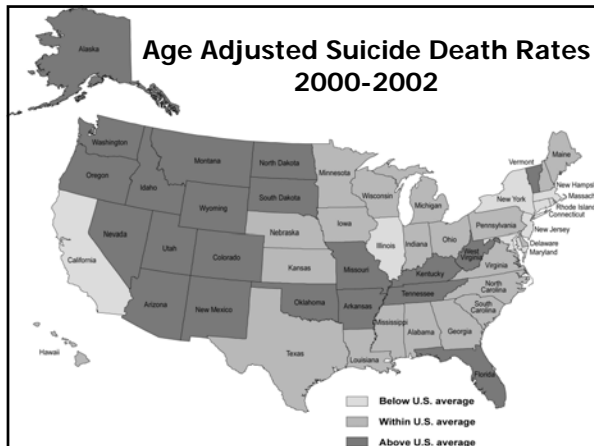 Age Adjusted Suicide Death Rates
2000-2002
Alaska
Washington
Oregon
Idaho
Montana
Wyoming
North Dakota
South Dakota
Minnesota
Wisconsin
Michigan
Vermont
Maine
New Hampsh
Massach
Rhode Island
Connecticut
New York
Pennsylvania
New Jersey
Delaware
Maryland
Nebraska
Iowa
Illinois
Indiana
Ohio
West
Virginia
Virginia
Nevada
Utah
Colorado
Kansas
Missouri
Kentucky
California
Arizona
New Mexico
Oklahoma
Arkansas
Tennessee
North
Carolina
South
Carolina
Texas
Louisiana
Mississippi
Alabama
Georgia
Florida
Hawaii
Below U.S. average
Within U.S. average
Above U.S. average